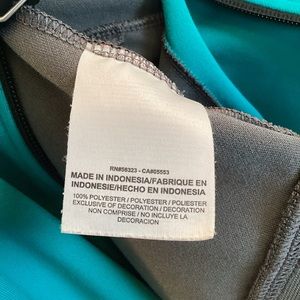 RN#56323 - CA#05553
MADE IN INDONESIA/FABRIQUE EN
INDONESIE/HECHO EN INDONESIA
100% POLYESTER / POLYESTER / POLIESTER
EXCLUSIVE OF DECORATION / DECORATION
NON COMPRISE / NO INCLUYE LA
DECORACION